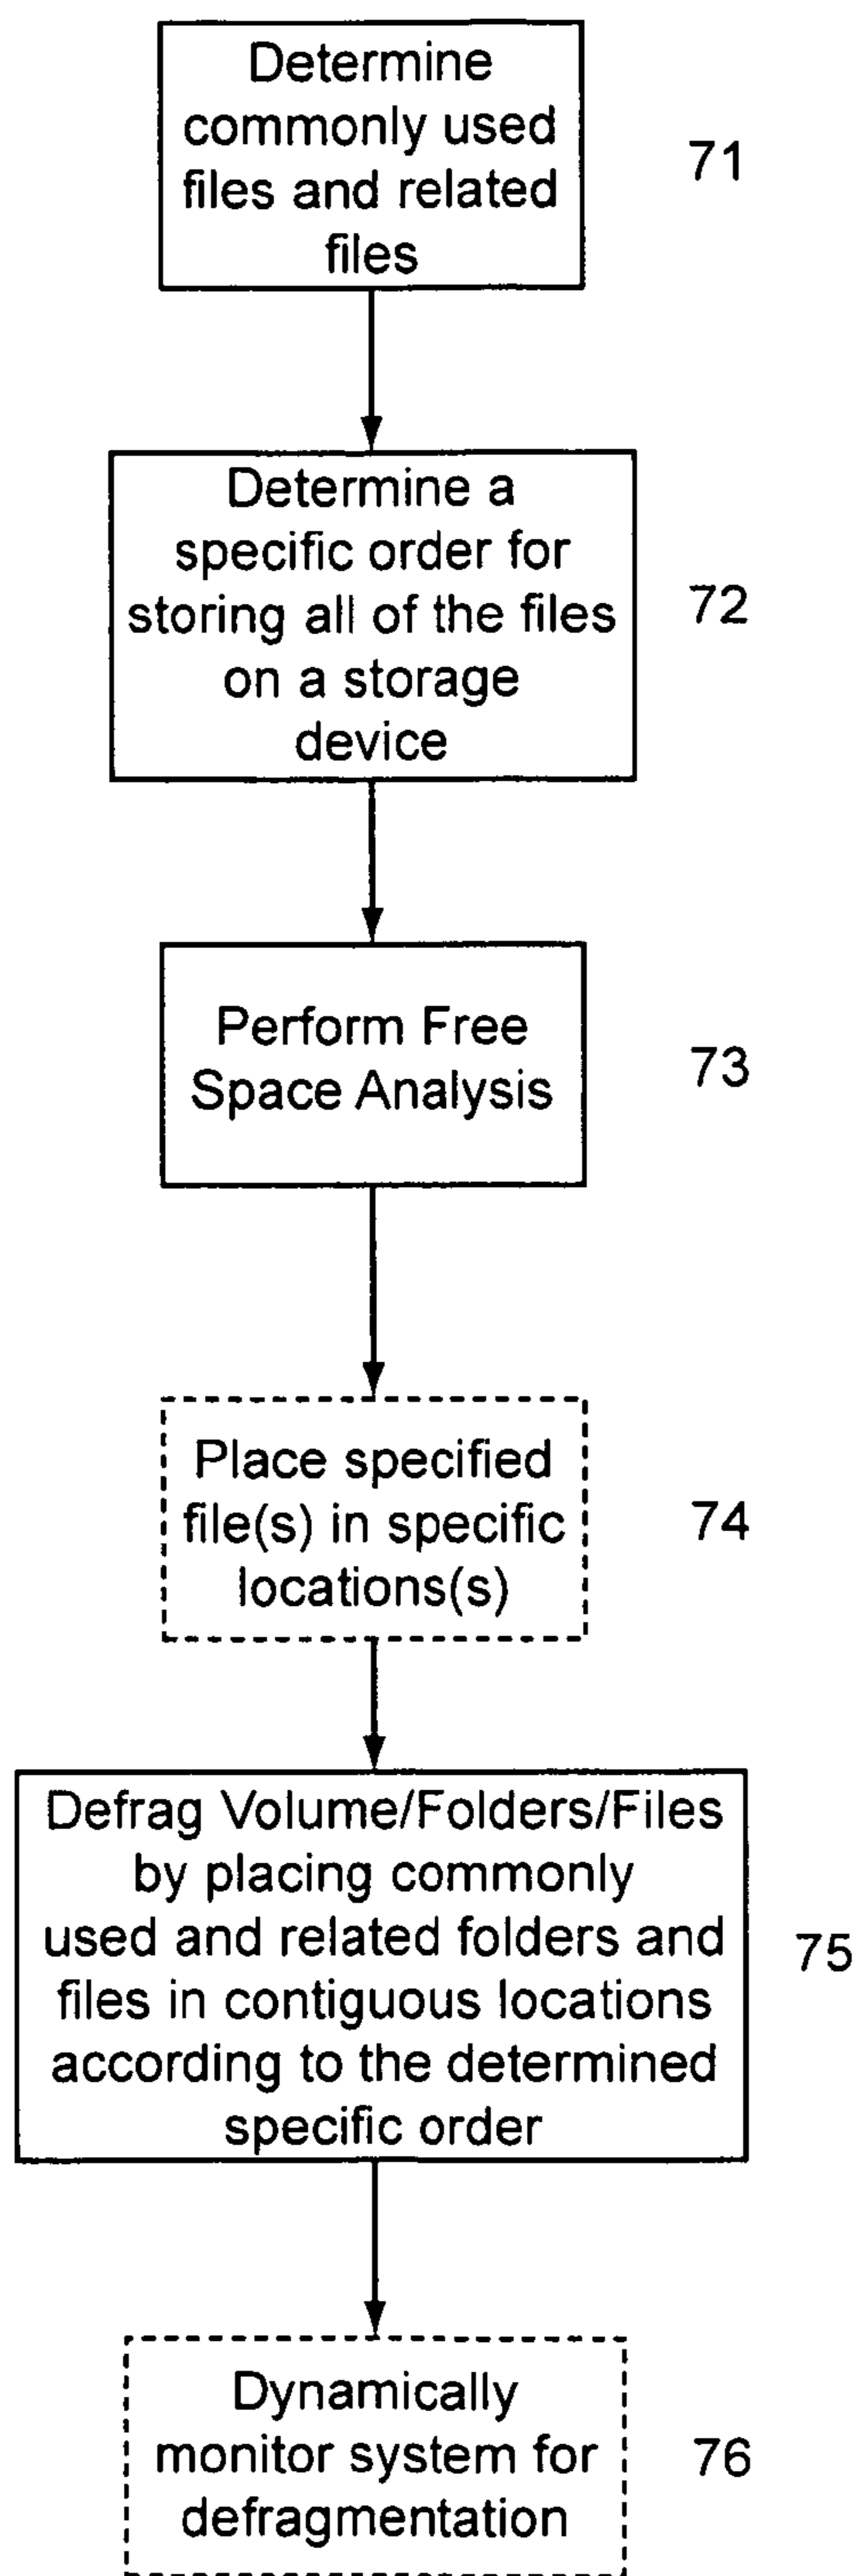 Determine
commonly used
files and related
files
71
Determine a
specific order for
storing all of the files
on a storage
device
72
Perform Free
Space Analysis
73
Place specified
file(s) in specific
locations(s)
74
Defrag Volume/Folders/Files
by placing commonly
used and related folders and
files in contiguous locations
according to the determined
specific order
75
Dynamically
monitor system for
defragmentation
76